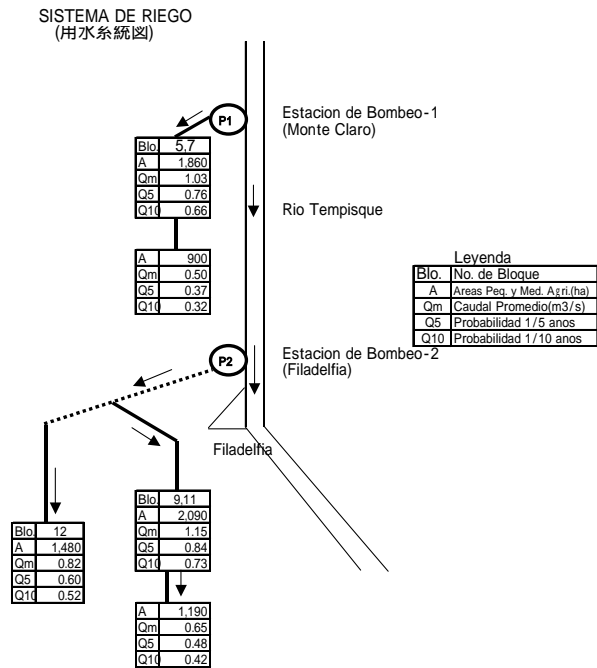 SISTEMA DE RIEGO
(用水系統図)
P1
Estacion de Bombeo-1
(Monte Claro)
Blo. 5,7
A 1,860
Qm 1.03
Q5 0.76
Q10 0.66
Rio Tempisque
A 900
Qm 0.50
Q5 0.37
Q10 0.32
Leyenda
Blo. No. de Bloque
A Areas Peq. y Med. Agri.(ha)
Qm Caudal Promedio(m3/s)
Q5 Probabilidad 1/5 anos
Q10 Probabilidad 1/10 anos
P2
Estacion de Bombeo-2
(Filadelfia)
Filadelfia
Blo. 9,11
A 2,090
Qm 1.15
Q5 0.84
Q10 0.73
Blo. 12
A 1,480
Qm 0.82
Q5 0.60
Q10 0.52
A 1,190
Qm 0.65
Q5 0.48
Q10 0.42